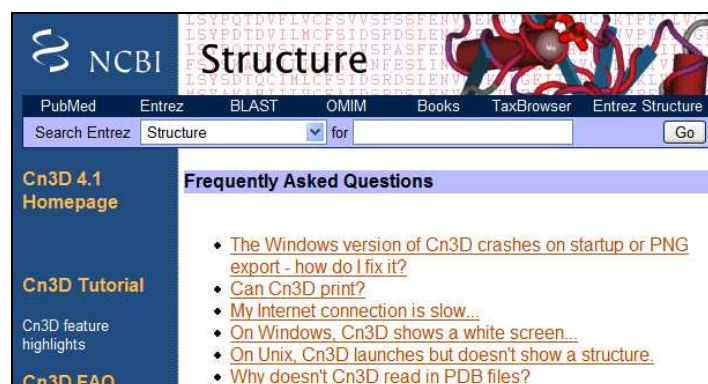 NCBI
Structure
PubMed Entrez BLAST OMIM Books TaxBrowser Entrez Structure
Search Entrez Structure for Go
Cn3D 4.1
Homepage
Cn3D Tutorial
Cn3D feature
highlights
Cn3D FAQ
Frequently Asked Questions
The Windows version of Cn3D crashes on startup or PNG
export - how do I fix it?
Can Cn3D print?
My Internet connection is slow...
On Windows, Cn3D shows a white screen...
On Unix, Cn3D launches but doesn't show a structure.
Why doesn't Cn3D read in PDB files?